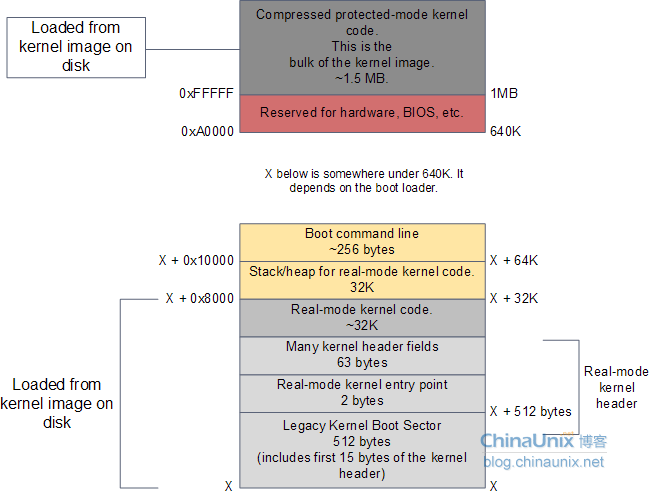 Compressed protected-mode kernel
code.
This is the
bulk of the kernel image.
~1.5 MB.
Loaded from
kernel image on
disk
0xFFFFF
1MB
Reserved for hardware, BIOS, etc.
0xA0000
640K
X below is somewhere under 640K. It
depends on the boot loader.
Boot command line
~256 bytes
X + 0x10000
X + 64K
Stack/heap for real-mode kernel code.
32K
X + 0x8000
X + 32K
Real-mode kernel code.
~32K
Many kernel header fields
63 bytes
Real-mode kernel entry point
2 bytes
X + 512 bytes
Legacy Kernel Boot Sector
512 bytes
(includes first 15 bytes of the kernel
header)
Loaded from
kernel image on
disk
Real-mode
kernel
header
X
X
ChinaUnix 博客
blog.chinaunix.net